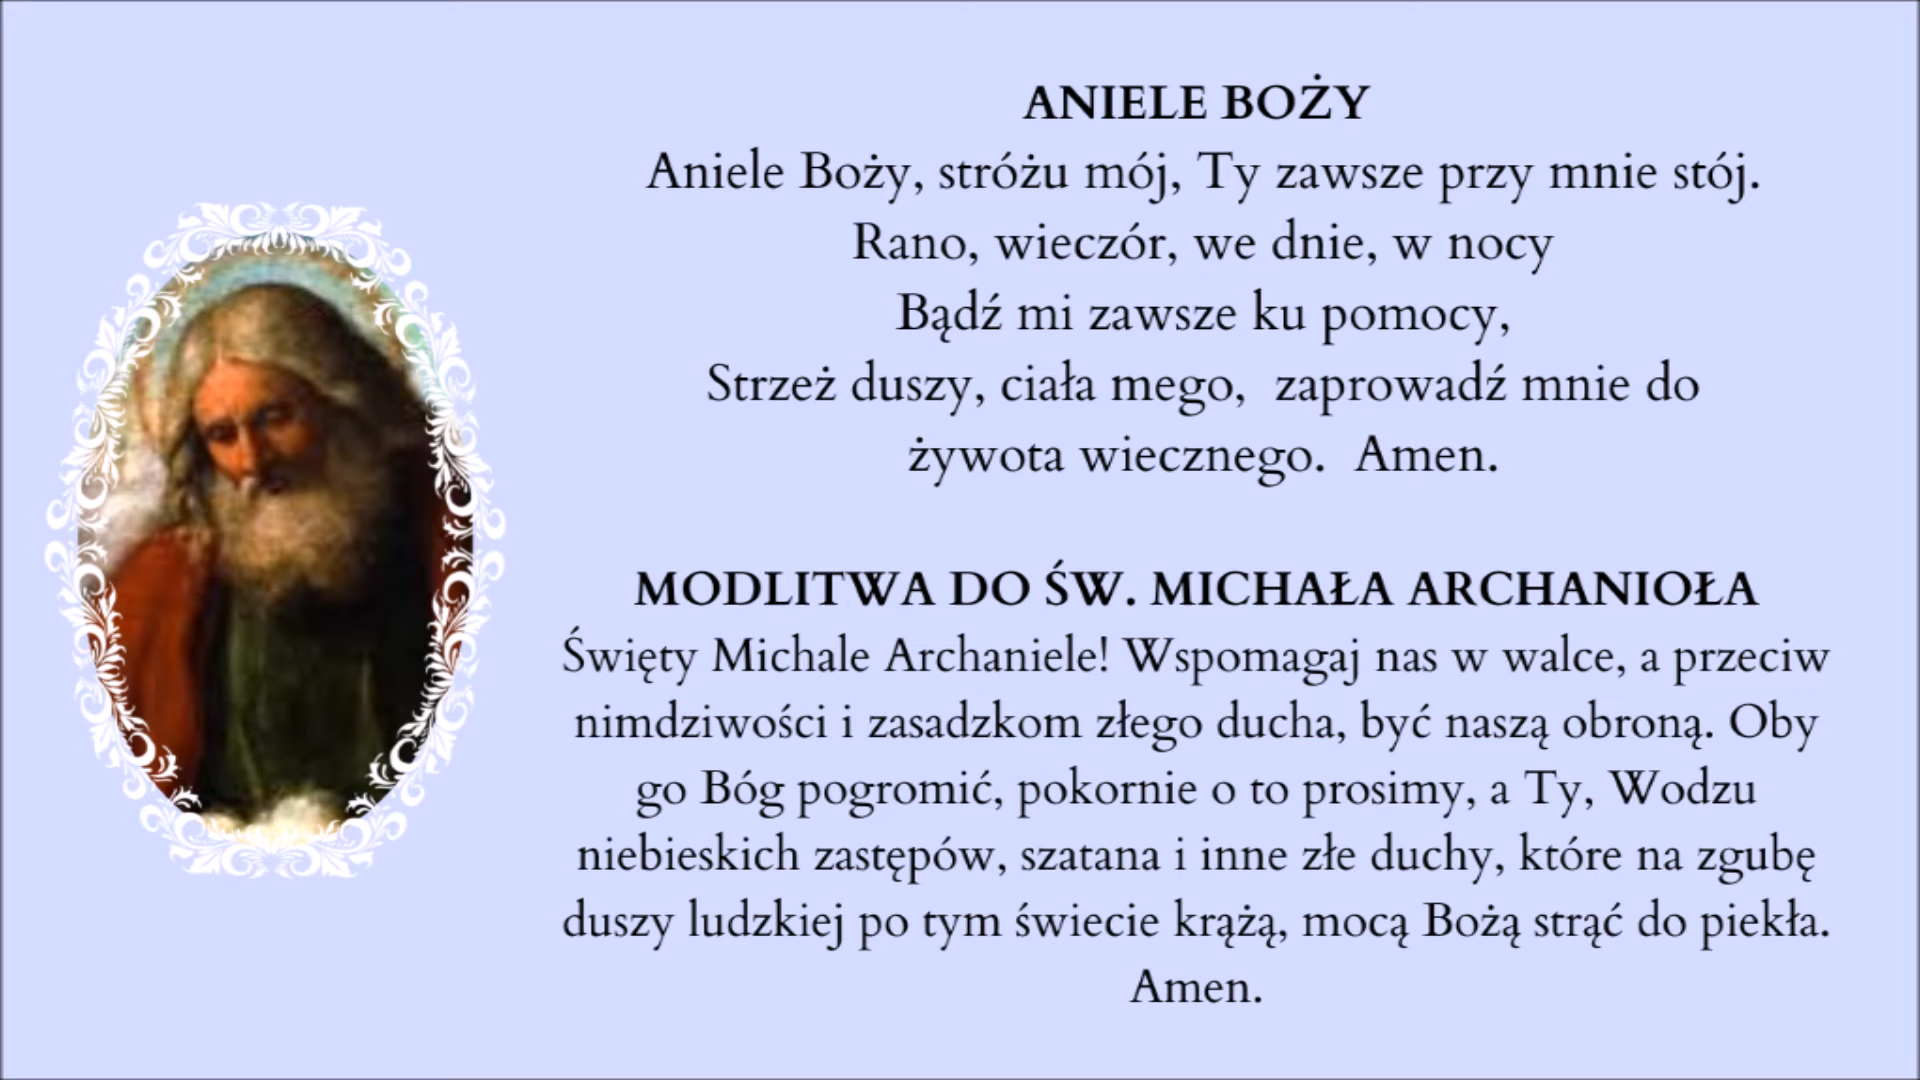 ANIELE BOŻY
Aniele Boży, stróżu mój, Ty zawsze przy mnie stój.
Rano, wieczór, we dnie, w nocy
Bądź mi zawsze ku pomocy,
Strzeż duszy, ciała mego,  zaprowadź mnie do
żywota wiecznego.  Amen.
MODLITWA DO ŚW. MICHAŁA ARCHANIOŁA
Święty Michale Archaniele! Wspomagaj nas w walce, a przeciw
nimdziwości i zasadzkom złego ducha, być naszą obroną. Oby
go Bóg pogromić, pokornie o to prosimy, a Ty, Wodzu
niebieskich zastępów, szatana i inne złe duchy, które na zgubę
duszy ludzkiej po tym świecie krążą, mocą Bożą strąć do piekła.
Amen.